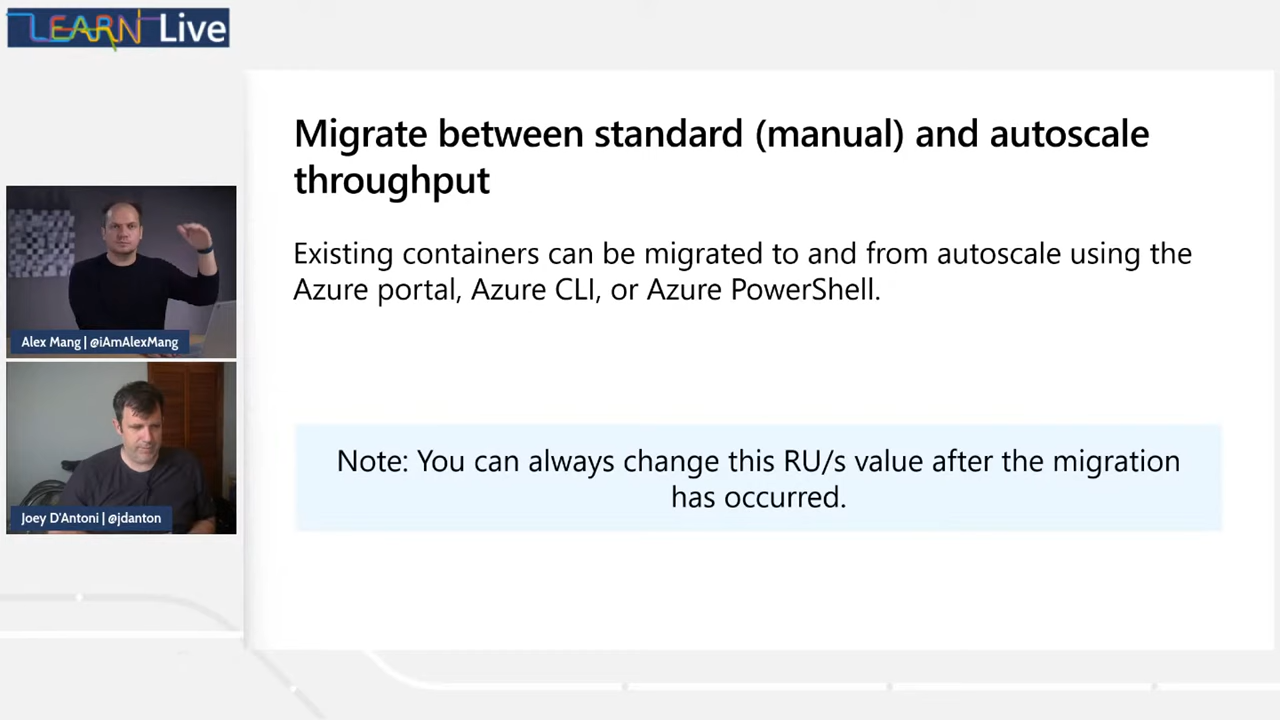 LEARN Live
Migrate between standard (manual) and autoscale
throughput
Existing containers can be migrated to and from autoscale using the
Azure portal, Azure CLI, or Azure PowerShell.
Alex Mang | @iAmAlexMang
Note: You can always change this RU/s value after the migration
has occurred.
Joey D'Antoni | @jdanton